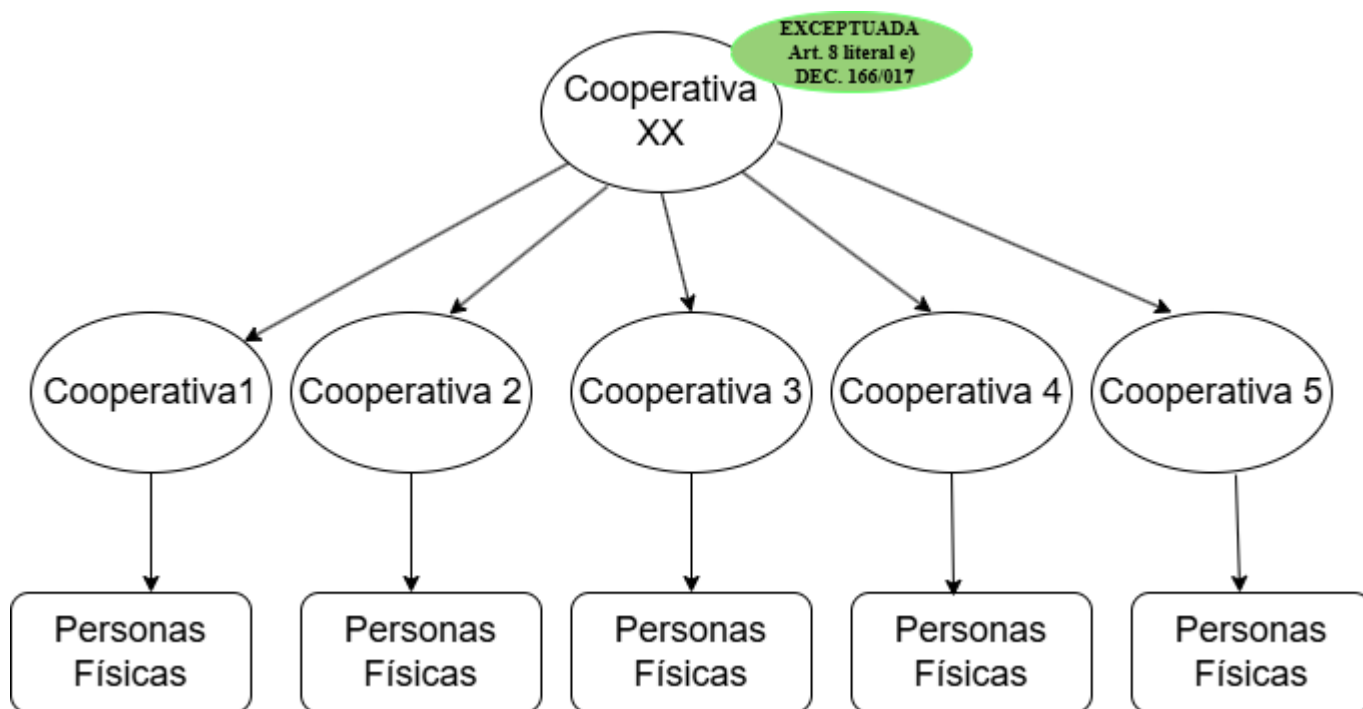 EXCEPTUADA
Art. 8 literal e)
DEC. 166/017
Cooperativa
XX
Cooperativa1
Cooperativa 2
Cooperativa 3
Cooperativa 4
Cooperativa 5
Personas
Físicas
Personas
Físicas
Personas
Físicas
Personas
Físicas
Personas
Físicas